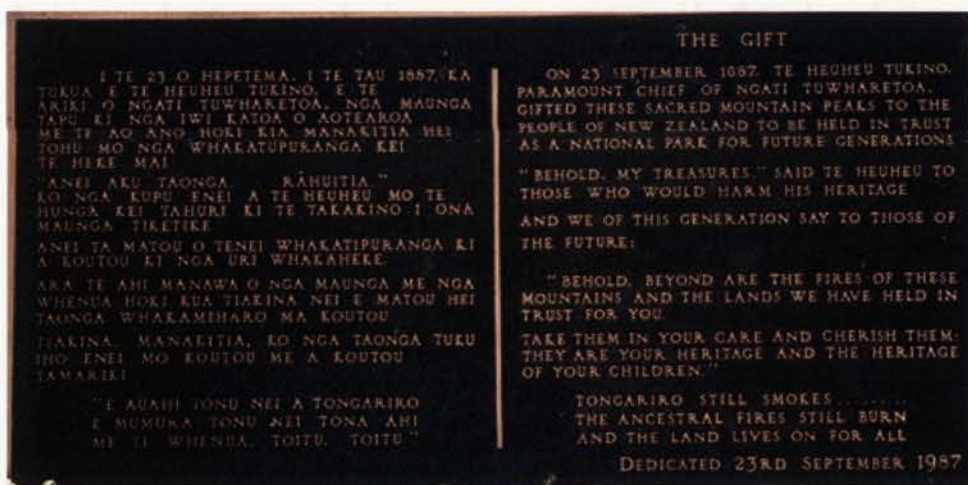 I TE 23 O HEPETEMA, I TE TAU 1887, KA
TUKUA E TE HEUHEU TUKINO, E TE
ARIKI O NGATI TUWHARETOA, NGA MAUNGA
TAPU KI NGA IWI KATOA O AOTEAROA
ME TE AO ANO HOKI KIA MANAKITIA HEI
TOHU MO NGA WHAKATUPURANGA KEI
TE HEKE MAI
"ANEI AKU TAONGA, RĀHUITIA."
KO NGA KUPU ENEI A TE HEUHEU MO TE
HUNGA KEI TAHURI KI TE TAKAKINO I ONA
MAUNGA TIKETIKE
ANEI TA MATOU O TENEI WHAKATIPURANGA KI
A KOUTOU KI NGA URI WHAKAHEKE
ARA TE AHI MANAWA O NGA MAUNGA ME NGA
WHENUA HOKI KUA TIAKINA NEI E MATOU HEI
TAONGA WHAKAMIHARO MA KOUTOU
TIAKINA, MANAKITIA, KO NGA TAONGA TUKU
IHO ENEI MO KOUTOU ME A KOUTOU
TAMARIKI
"E AUAHI TONU NEI A TONGARIRO
E MUMURA TONU NEI TONA AHI
ME TE WHENUA, TOITU, TOITU"
THE GIFT
ON 23 SEPTEMBER 1887, TE HEUHEU TUKINO,
PARAMOUNT CHIEF OF NGATI TUWHARETOA,
GIFTED THESE SACRED MOUNTAIN PEAKS TO THE
PEOPLE OF NEW ZEALAND TO BE HELD IN TRUST
AS A NATIONAL PARK FOR FUTURE GENERATIONS
"BEHOLD, MY TREASURES," SAID TE HEUHEU TO
THOSE WHO WOULD HARM HIS HERITAGE
AND WE OF THIS GENERATION SAY TO THOSE OF
THE FUTURE:
"BEHOLD, BEYOND ARE THE FIRES OF THESE
MOUNTAINS AND THE LANDS WE HAVE HELD IN
TRUST FOR YOU.
TAKE THEM IN YOUR CARE AND CHERISH THEM:
THEY ARE YOUR HERITAGE AND THE HERITAGE
OF YOUR CHILDREN."
TONGARIRO STILL SMOKES.........
THE ANCESTRAL FIRES STILL BURN
AND THE LAND LIVES ON FOR ALL
DEDICATED 23RD SEPTEMBER 1987